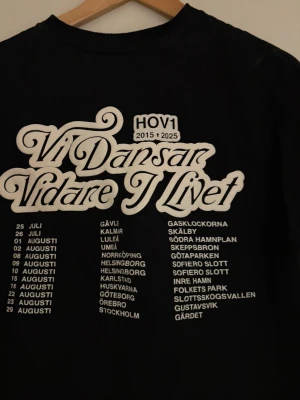 HOV1
2015 • 2025
Vi Dansar
Vidare I Livet
25 JULI GÄVLE GASKLOCKORNA
26 JULI KALMAR SKÄLBY
01 AUGUSTI LULEÅ SÖDRA HAMNPLAN
02 AUGUSTI UMEÅ SKEPPSBRON
08 AUGUSTI NORRKÖPING GÖTAPARKEN
09 AUGUSTI HELSINGBORG SOFIERO SLOTT
10 AUGUSTI HELSINGBORG SOFIERO SLOTT
15 AUGUSTI KARLSTAD INRE HAMN
16 AUGUSTI HUSKVARNA FOLKETS PARK
22 AUGUSTI GÖTEBORG SLOTTSSKOGSVALLEN
23 AUGUSTI ÖREBRO GUSTAVSVIK
29 AUGUSTI STOCKHOLM GÄRDET